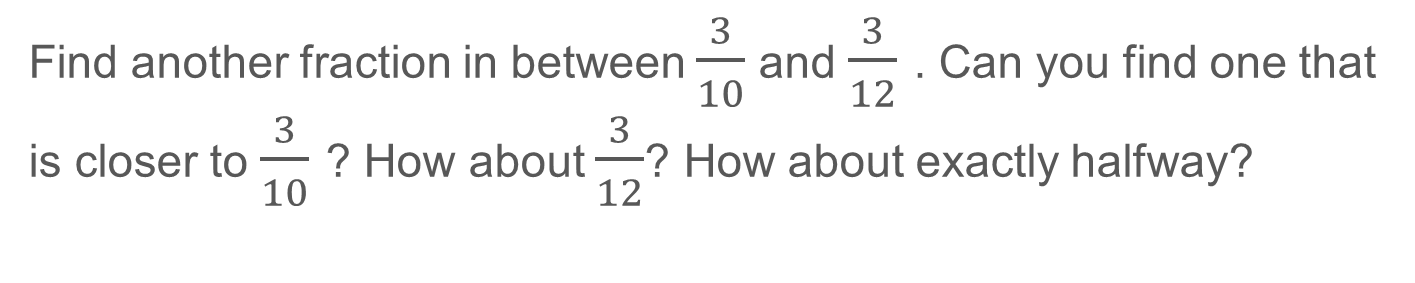 Find another fraction in between 3/10 and 3/12 . Can you find one that
is closer to 3/10 ? How about 3/12? How about exactly halfway?